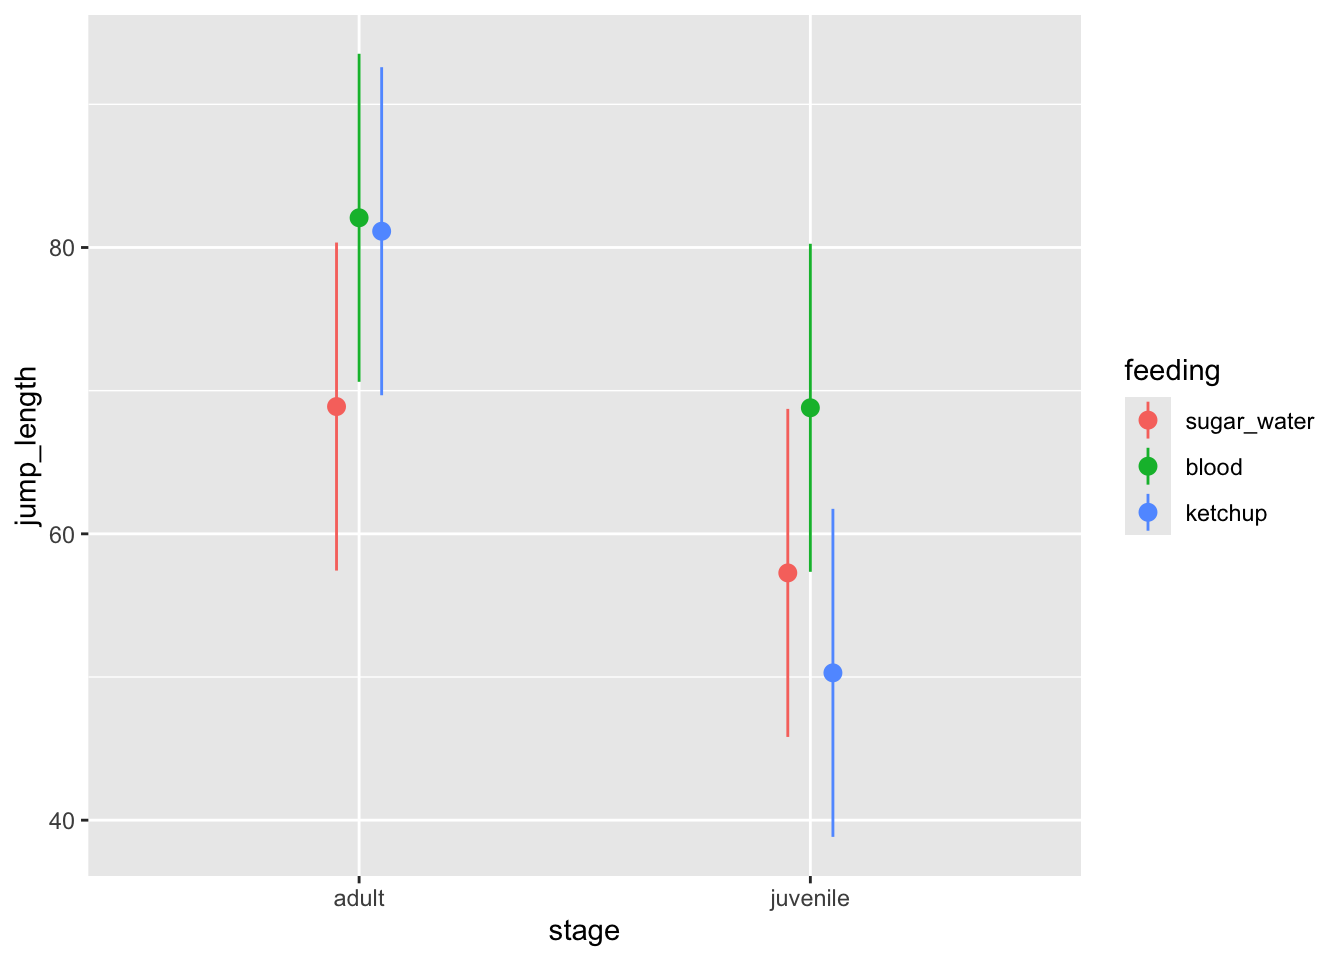 jump_length
80
60
40
adult
juvenile
stage
feeding
sugar_water
blood
ketchup